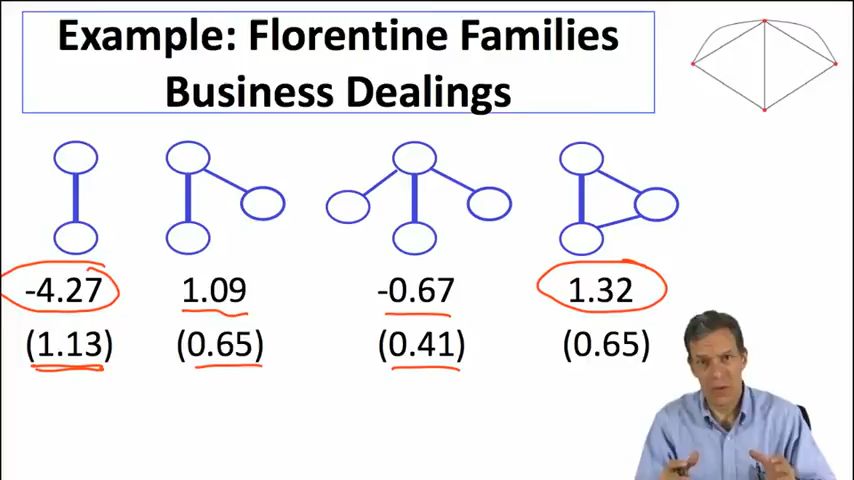 Example: Florentine Families
Business Dealings
-4.27 1.09 -0.67 1.32
(1.13) (0.65) (0.41) (0.65)